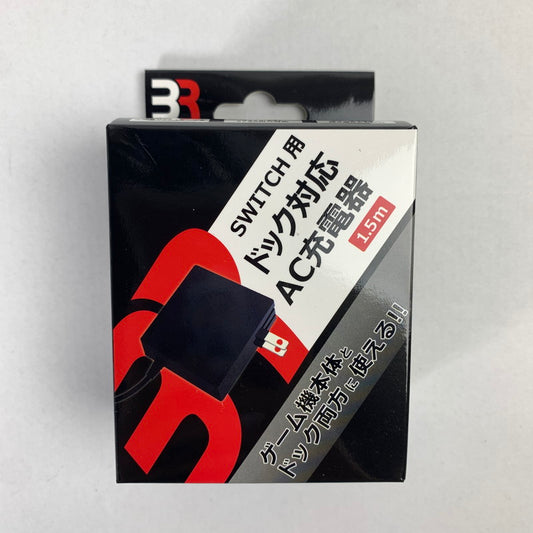 3R
SWITCH用
ドック対応
AC充電器
1.5m
ゲーム機本体と
ドック両方に使える!!